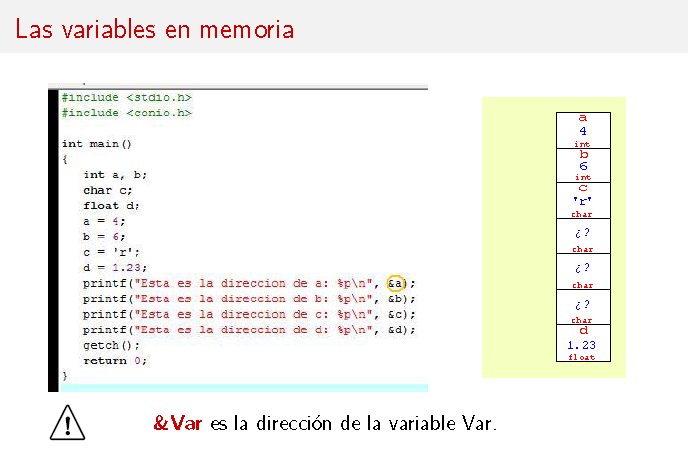 Las variables en memoria
#include <stdio.h>
#include <conio.h>
int main()
{
int a, b;
char c;
float d;
a = 4;
b = 6;
c = 'r';
d = 1.23;
printf("Esta es la direccion de a: %p\n", &a);
printf("Esta es la direccion de b: %p\n", &b);
printf("Esta es la direccion de c: %p\n", &c);
printf("Esta es la direccion de d: %p\n", &d);
getch();
return 0;
}
a
4
int
b
6
int
c
'r'
char
¿?
char
¿?
char
¿?
char
d
1.23
float
!
&Var es la dirección de la variable Var.